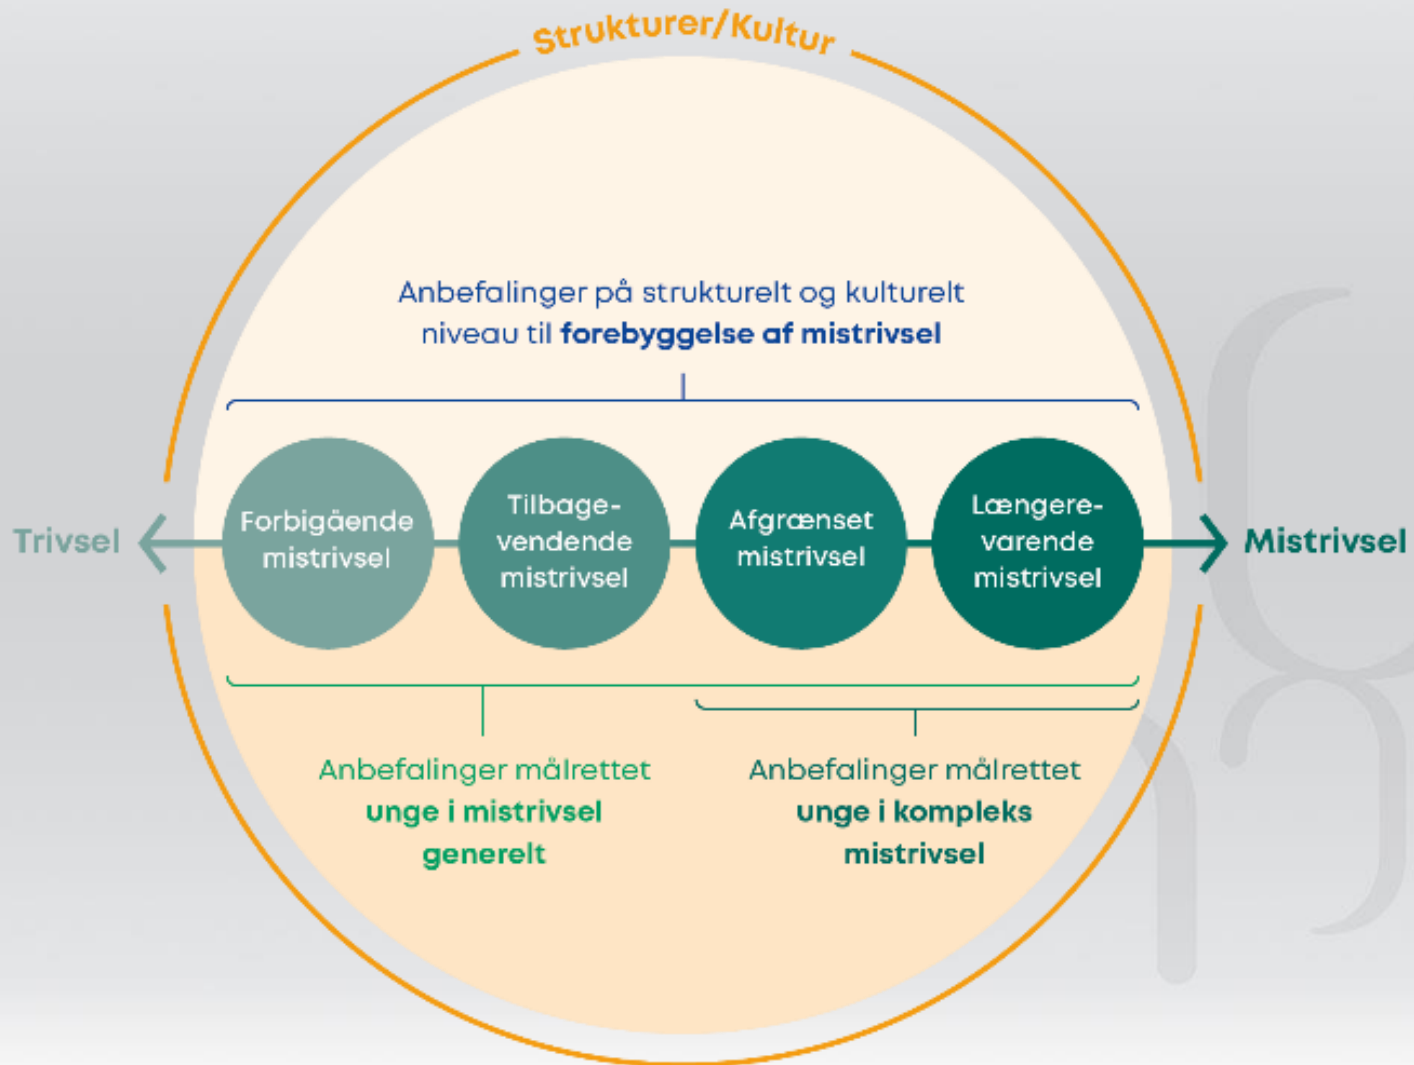 Strukturer/Kultur
Anbefalinger på strukturelt og kulturelt
niveau til forebyggelse af mistrivsel
Trivsel
Forbigående
mistrivsel
Tilbage-
vendende
mistrivsel
Afgrænset
mistrivsel
Længere-
varende
mistrivsel
Mistrivsel
Anbefalinger målrettet
unge i mistrivsel
generelt
Anbefalinger målrettet
unge i kompleks
mistrivsel